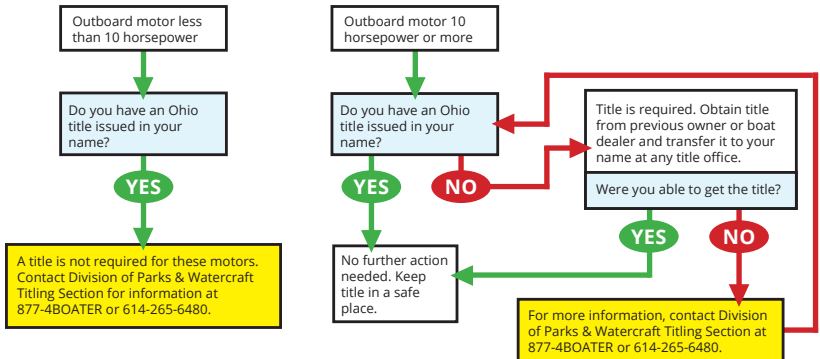 Outboard motor less
than 10 horsepower
Do you have an Ohio
title issued in your
name?
YES
A title is not required for these motors.
Contact Division of Parks & Watercraft
Titling Section for information at
877-4BOATER or 614-265-6480.
Outboard motor 10
horsepower or more
Do you have an Ohio
title issued in your
name?
YES
NO
No further action
needed. Keep
title in a safe
place.
Title is required. Obtain title
from previous owner or boat
dealer and transfer it to your
name at any title office.
Were you able to get the title?
YES
NO
For more information, contact Division
of Parks & Watercraft Titling Section at
877-4BOATER or 614-265-6480.